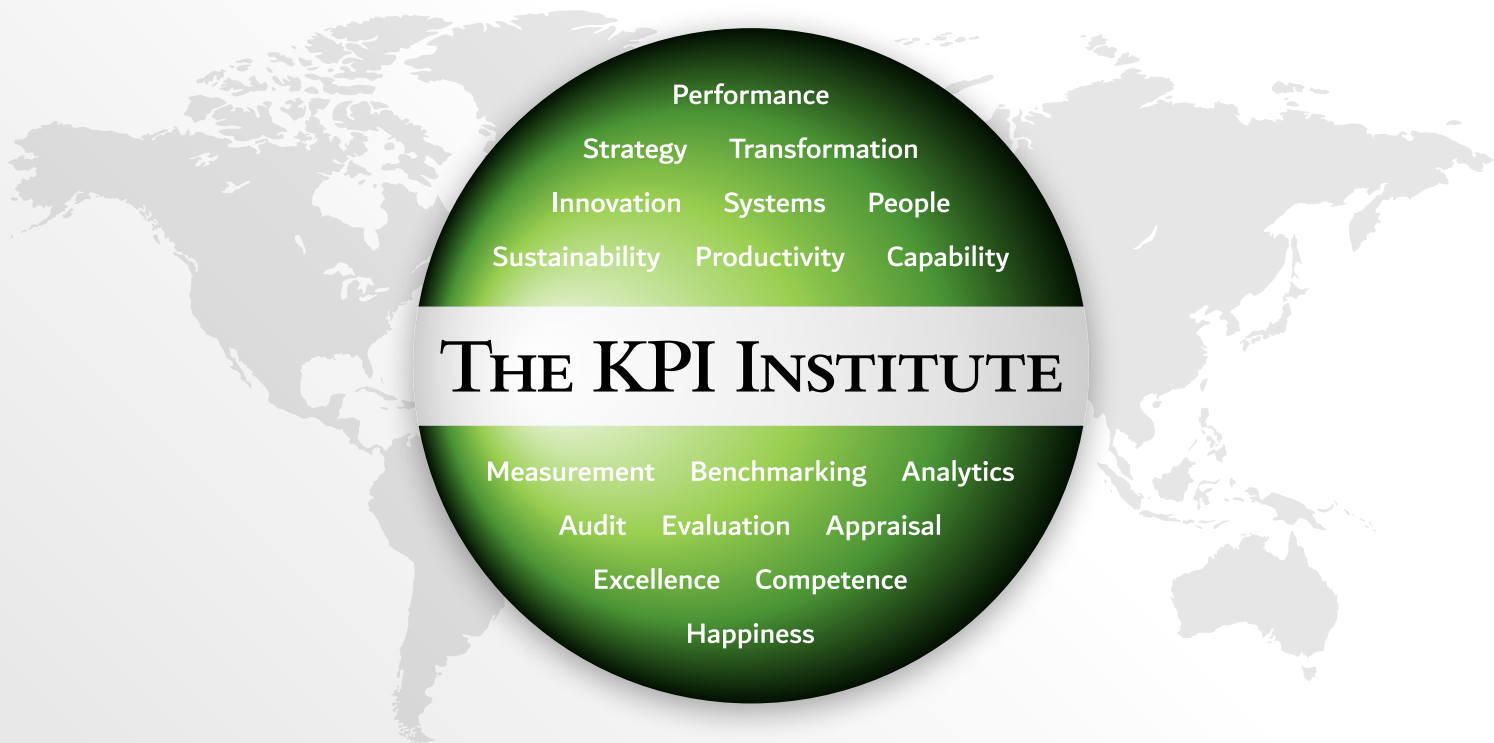 Performance
Strategy Transformation
Innovation Systems People
Sustainability Productivity Capability
The KPI Institute
Measurement Benchmarking Analytics
Audit Evaluation Appraisal
Excellence Competence
Happiness